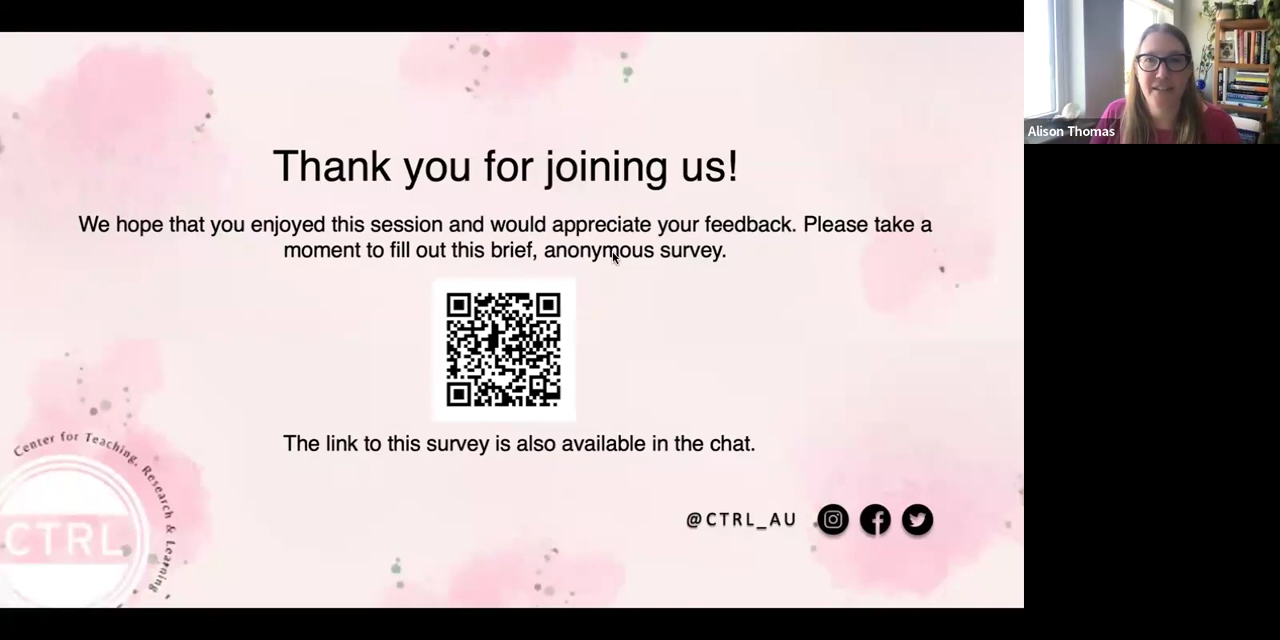 Thank you for joining us!
We hope that you enjoyed this session and would appreciate your feedback. Please take a
moment to fill out this brief, anonymous survey.
The link to this survey is also available in the chat.
@CTRL_AU
Center for Teaching, Research & Learning
CTRL
Alison Thomas